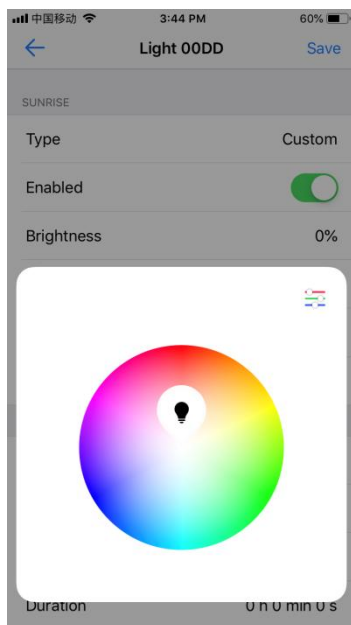 中国移动 3:44 PM 60%
Light 00DD Save
SUNRISE
Type Custom
Enabled
Brightness 0%
Duration 0 h 0 min 0 s